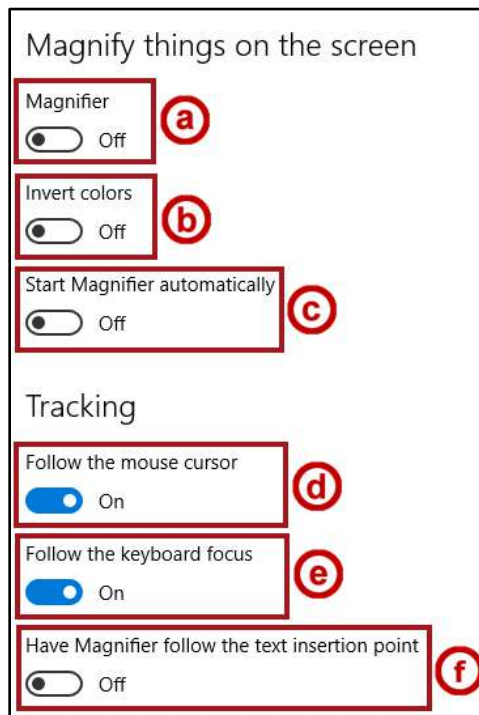 Magnify things on the screen
Magnifier
Off
a
Invert colors
Off
b
Start Magnifier automatically
Off
c
Tracking
Follow the mouse cursor
On
d
Follow the keyboard focus
On
e
Have Magnifier follow the text insertion point
Off
f